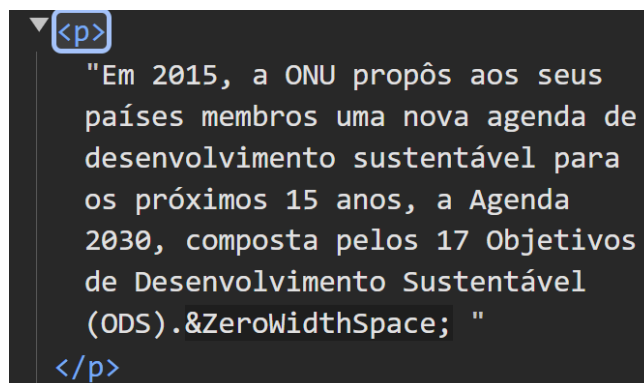 <p>
"Em 2015, a ONU propôs aos seus
países membros uma nova agenda de
desenvolvimento sustentável para
os próximos 15 anos, a Agenda
2030, composta pelos 17 Objetivos
de Desenvolvimento Sustentável
(ODS).&ZeroWidthSpace; "
</p>